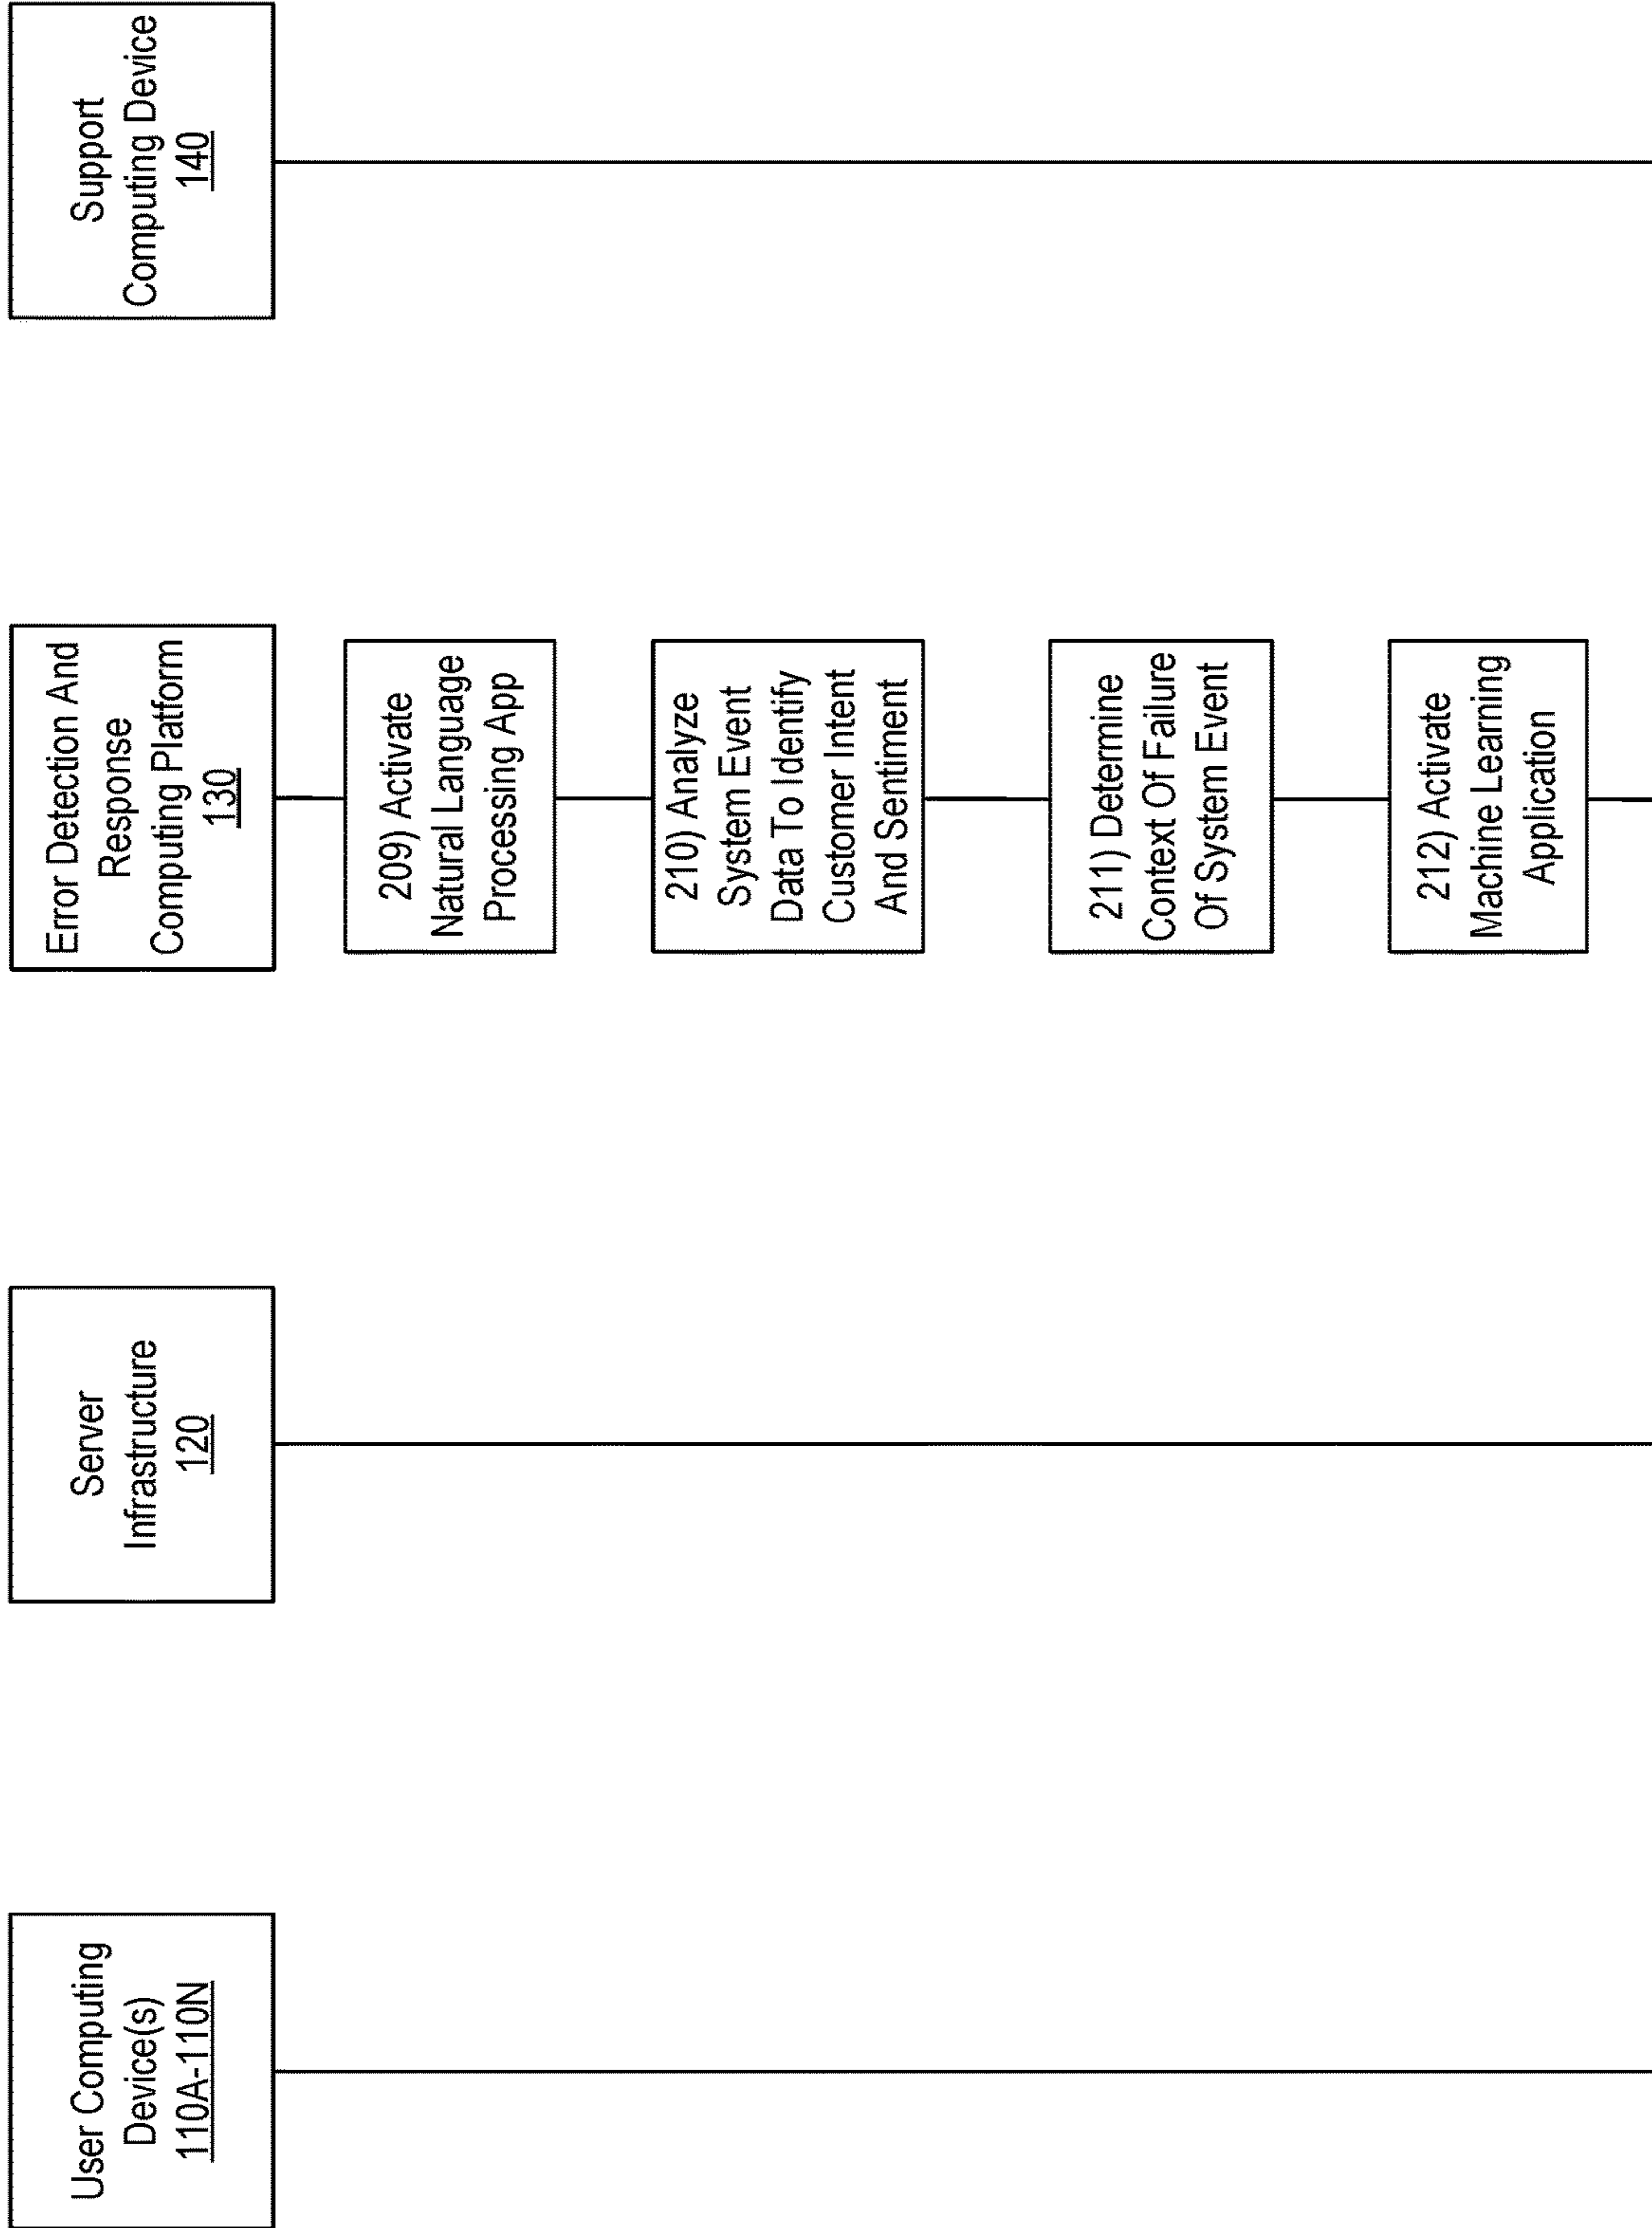 User Computing
Device(s)
110A-110N
Server
Infrastructure
120
Error Detection And
Response
Computing Platform
130
Support
Computing Device
140
209) Activate
Natural Language
Processing App
210) Analyze
System Event
Data To Identify
Customer Intent
And Sentiment
211) Determine
Context Of Failure
Of System Event
212) Activate
Machine Learning
Application